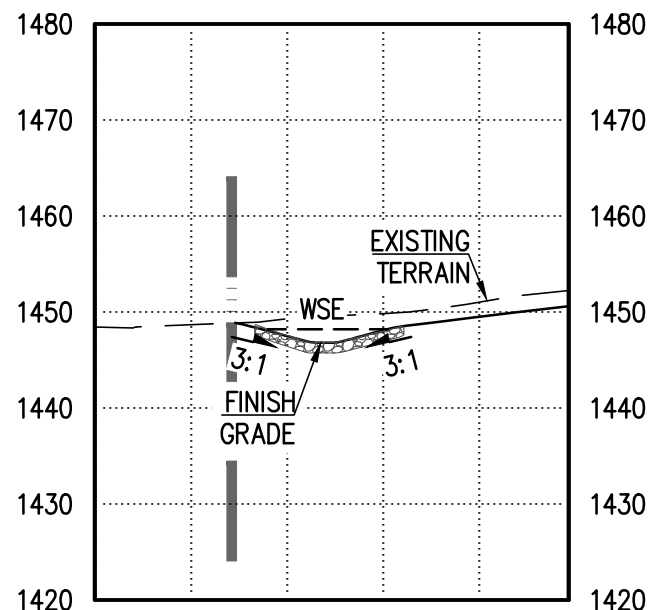 1480 1480
1470 1470
1460 1460
EXISTING
TERRAIN
1450 WSE 1450
3:1 3:1
1440 FINISH 1440
GRADE
1430 1430
1420 1420